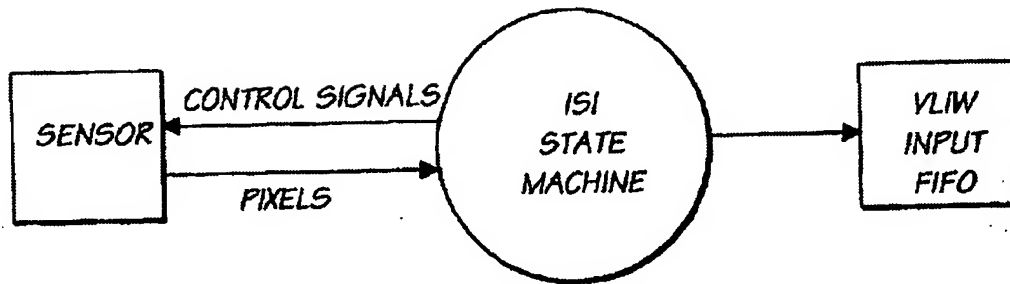 SENSOR
CONTROL SIGNALS
PIXELS
ISI
STATE
MACHINE
VLIW
INPUT
FIFO